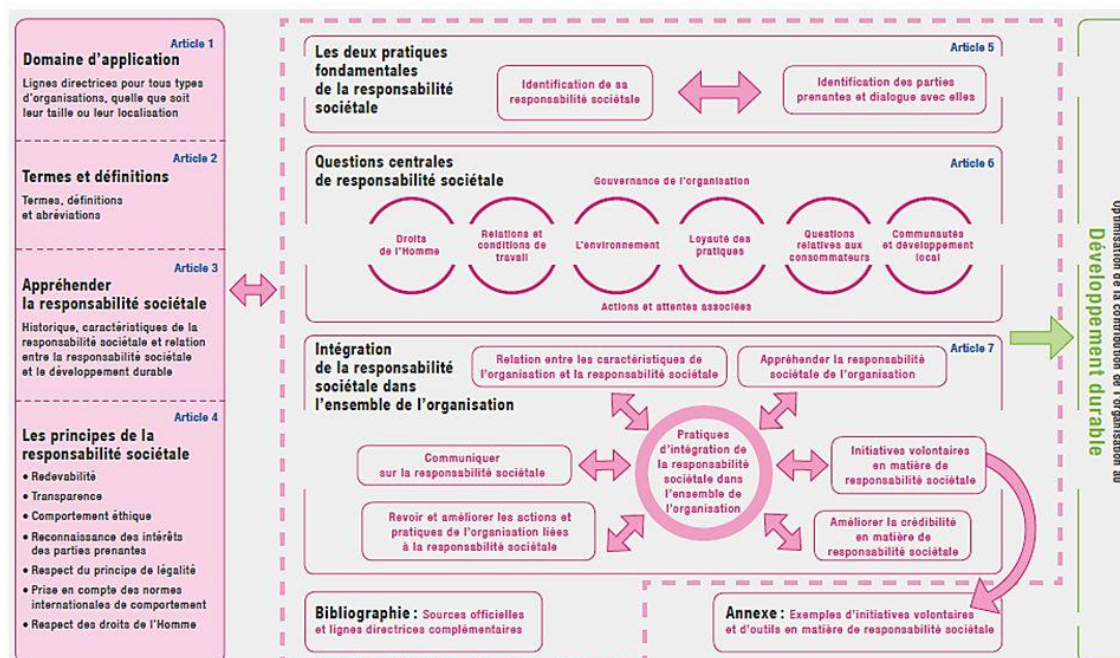 Article 1
Domaine d'application
Lignes directrices pour tous types
d'organisations, quelle que soit
leur taille ou leur localisation
Article 2
Termes et définitions
Termes, définitions
et abréviations
Article 3
Appréhender
la responsabilité sociétale
Historique, caractéristiques de la
responsabilité sociétale et relation
entre la responsabilité sociétale
et le développement durable
Article 4
Les principes de la
responsabilité sociétale
• Redevabilité
• Transparence
• Comportement éthique
• Reconnaissance des intérêts
des parties prenantes
• Respect du principe de légalité
• Prise en compte des normes
internationales de comportement
• Respect des droits de l'Homme
Article 5
Les deux pratiques
fondamentales
de la responsabilité
sociétale
Identification de sa
responsabilité sociétale
Identification des parties
prenantes et dialogue avec elles
Article 6
Questions centrales
de responsabilité sociétale
Gouvernance de l'organisation
Droits
de l'Homme
Relations et
conditions de
travail
L'environnement
Loyauté des
pratiques
Questions
relatives aux
consommateurs
Communautés
et développement
local
Actions et attentes associées
Article 7
Intégration
de la responsabilité
sociétale dans
l'ensemble de l'organisation
Relation entre les caractéristiques de
l'organisation et la responsabilité sociétale
Appréhender la responsabilité
sociétale de l'organisation
Communiquer
sur la responsabilité sociétale
Pratiques
d'intégration de
la responsabilité
sociétale dans
l'ensemble de
l'organisation
Initiatives volontaires
en matière de
responsabilité sociétale
Revoir et améliorer les actions et
pratiques de l'organisation liées
à la responsabilité sociétale
Améliorer la crédibilité
en matière de
responsabilité sociétale
Bibliographie : Sources officielles
et lignes directrices complémentaires
Annexe : Exemples d'initiatives volontaires
et d'outils en matière de responsabilité sociétale
Optimisation de la contribution de l'organisation au
Développement durable